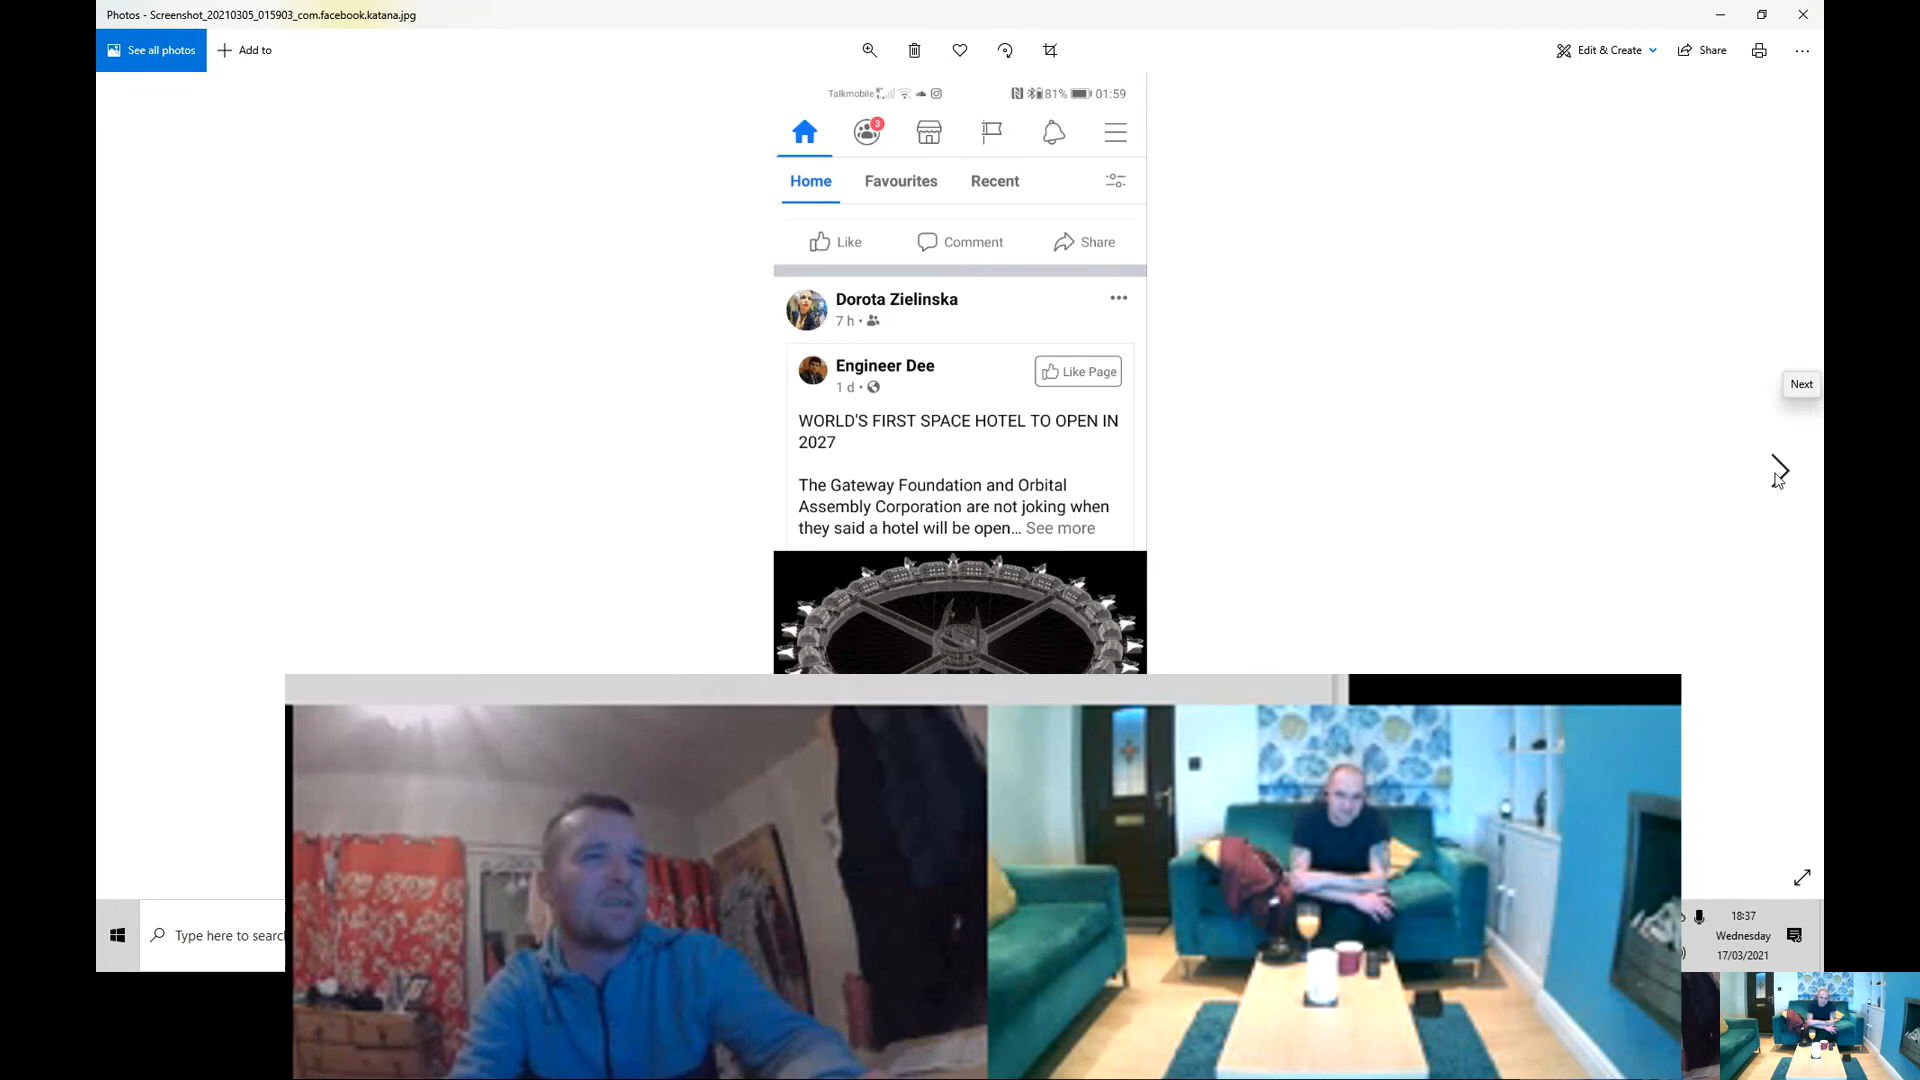 Photos - Screenshot_20210305_015903_com.facebook.katana.jpg
See all photos
Add to
Edit & Create
Share
Talkmobile
81%
01:59
3
Home
Favourites
Recent
Like
Comment
Share
Dorota Zielinska
7 h
Engineer Dee
Like Page
1 d
WORLD'S FIRST SPACE HOTEL TO OPEN IN
2027
The Gateway Foundation and Orbital
Assembly Corporation are not joking when
they said a hotel will be open... See more
Next
Type here to searc
18:37
Wednesday
17/03/2021